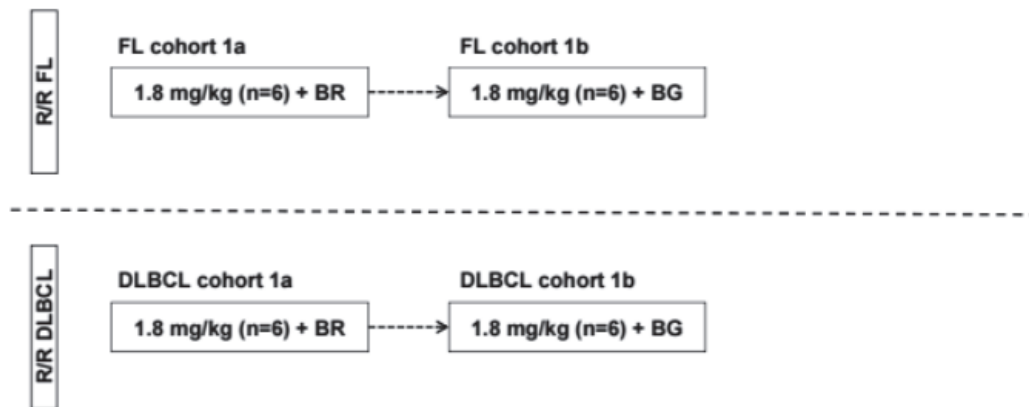 R/R FL
FL cohort 1a
FL cohort 1b
1.8 mg/kg (n=6) + BR
1.8 mg/kg (n=6) + BG
R/R DLBCL
DLBCL cohort 1a
DLBCL cohort 1b
1.8 mg/kg (n=6) + BR
1.8 mg/kg (n=6) + BG